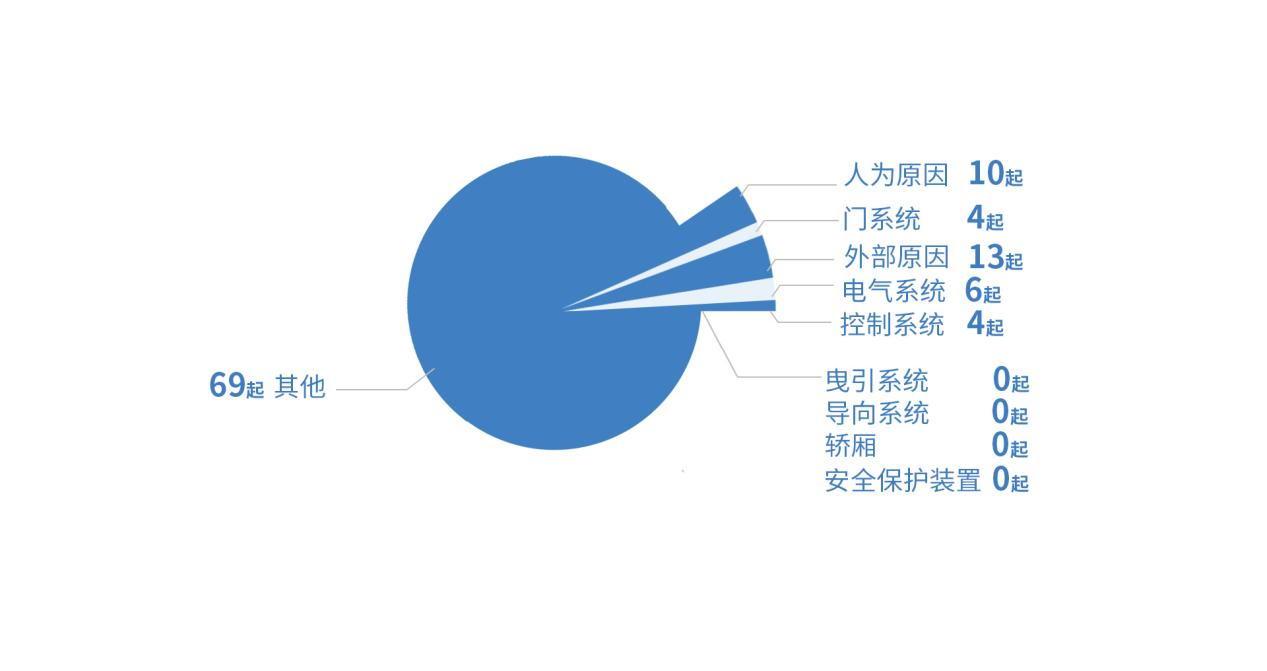 人为原因 10起
门系统 4起
外部原因 13起
电气系统 6起
控制系统 4起
曳引系统 0起
69起 其他
导向系统 0起
轿厢 0起
安全保护装置 0起